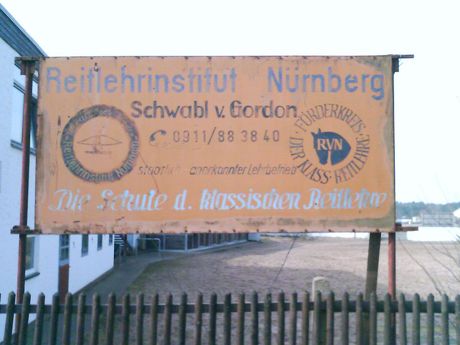 Reitlehrinstitut Nürnberg
Schwabl v. Gordon
0911/88 38 40
staatlich anerkannter Lehrbetrieb
Die Schule d. klassischen Reitlehre
FÖRDERKREIS
DER KLASS. REITLEHRE
RVN